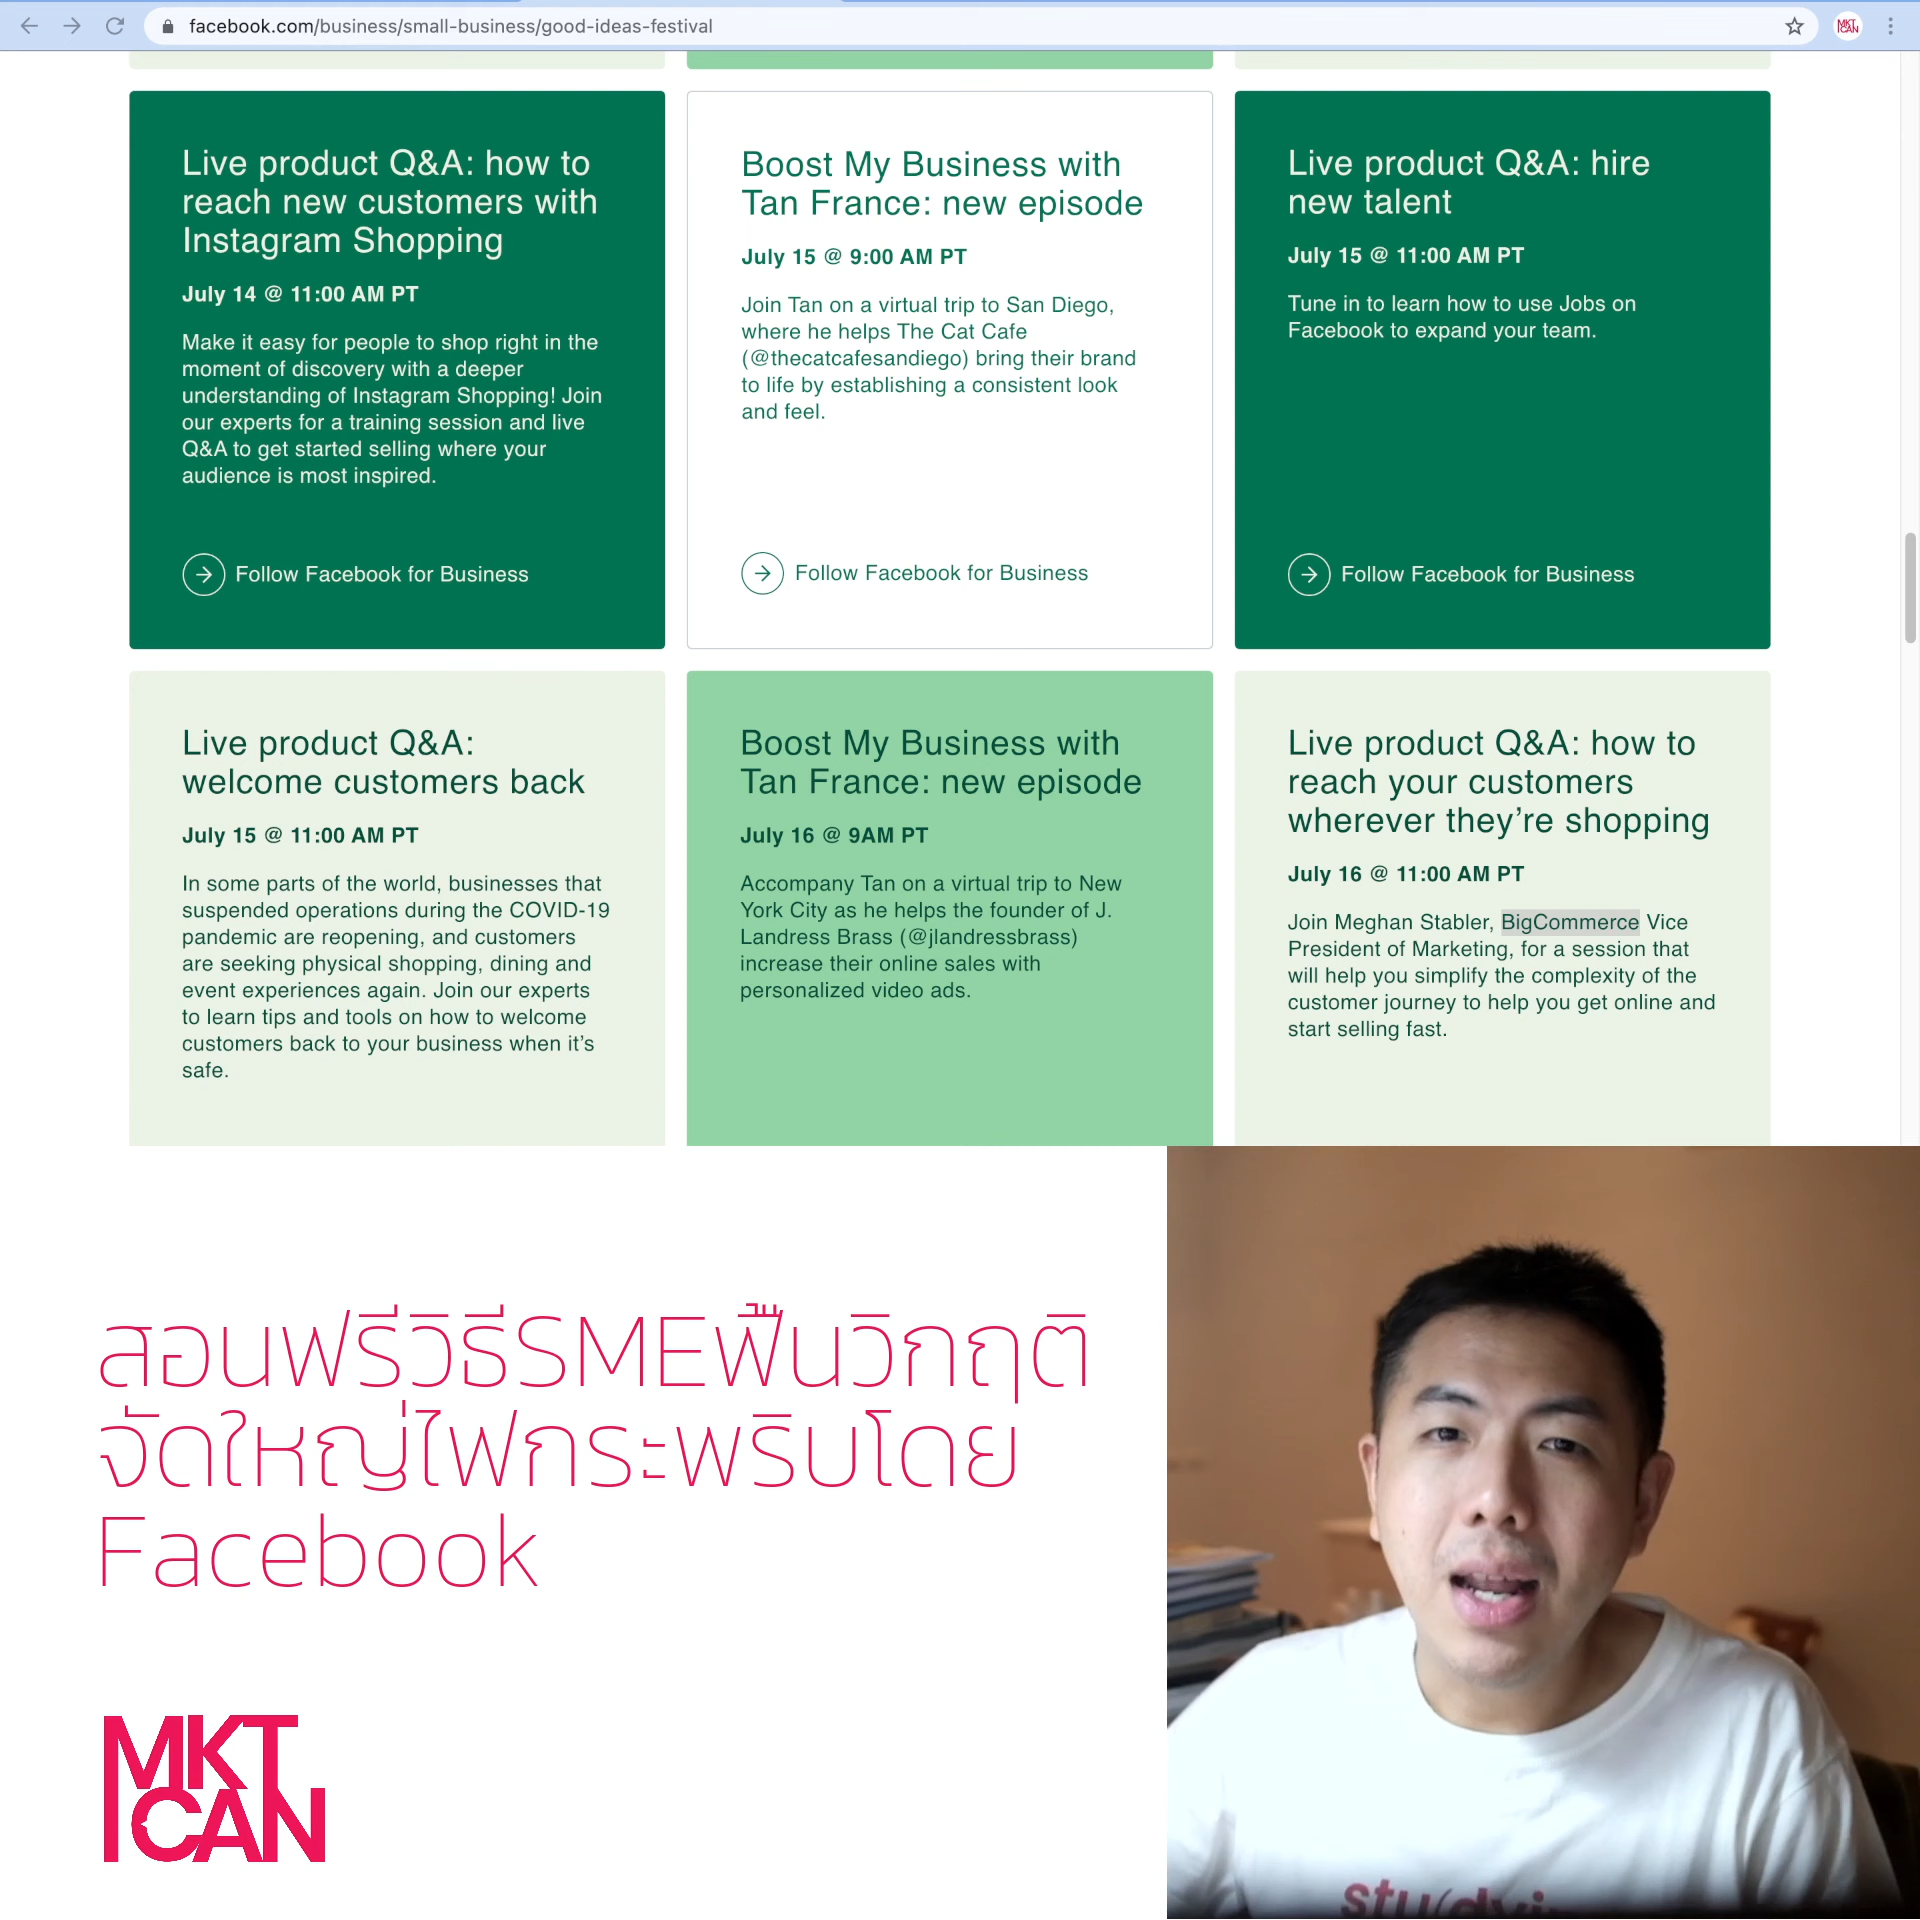 facebook.com/business/small-business/good-ideas-festival
MKT
ICAN
Live product Q&A: how to
reach new customers with
Instagram Shopping
July 14 @ 11:00 AM PT
Make it easy for people to shop right in the
moment of discovery with a deeper
understanding of Instagram Shopping! Join
our experts for a training session and live
Q&A to get started selling where your
audience is most inspired.
Follow Facebook for Business
Boost My Business with
Tan France: new episode
July 15 @ 9:00 AM PT
Join Tan on a virtual trip to San Diego,
where he helps The Cat Cafe
(@thecatcafesandiego) bring their brand
to life by establishing a consistent look
and feel.
Follow Facebook for Business
Live product Q&A: hire
new talent
July 15 @ 11:00 AM PT
Tune in to learn how to use Jobs on
Facebook to expand your team.
Follow Facebook for Business
Live product Q&A:
welcome customers back
July 15 @ 11:00 AM PT
In some parts of the world, businesses that
suspended operations during the COVID-19
pandemic are reopening, and customers
are seeking physical shopping, dining and
event experiences again. Join our experts
to learn tips and tools on how to welcome
customers back to your business when it’s
safe.
Boost My Business with
Tan France: new episode
July 16 @ 9AM PT
Accompany Tan on a virtual trip to New
York City as he helps the founder of J.
Landress Brass (@jlandressbrass)
increase their online sales with
personalized video ads.
Live product Q&A: how to
reach your customers
wherever they’re shopping
July 16 @ 11:00 AM PT
Join Meghan Stabler, BigCommerce Vice
President of Marketing, for a session that
will help you simplify the complexity of the
customer journey to help you get online and
start selling fast.
สอนฟรีวิธีSMEฟื้นวิกฤติ
จัดใหญ่ไฟกระพริบโดย
Facebook
MKT
ICAN